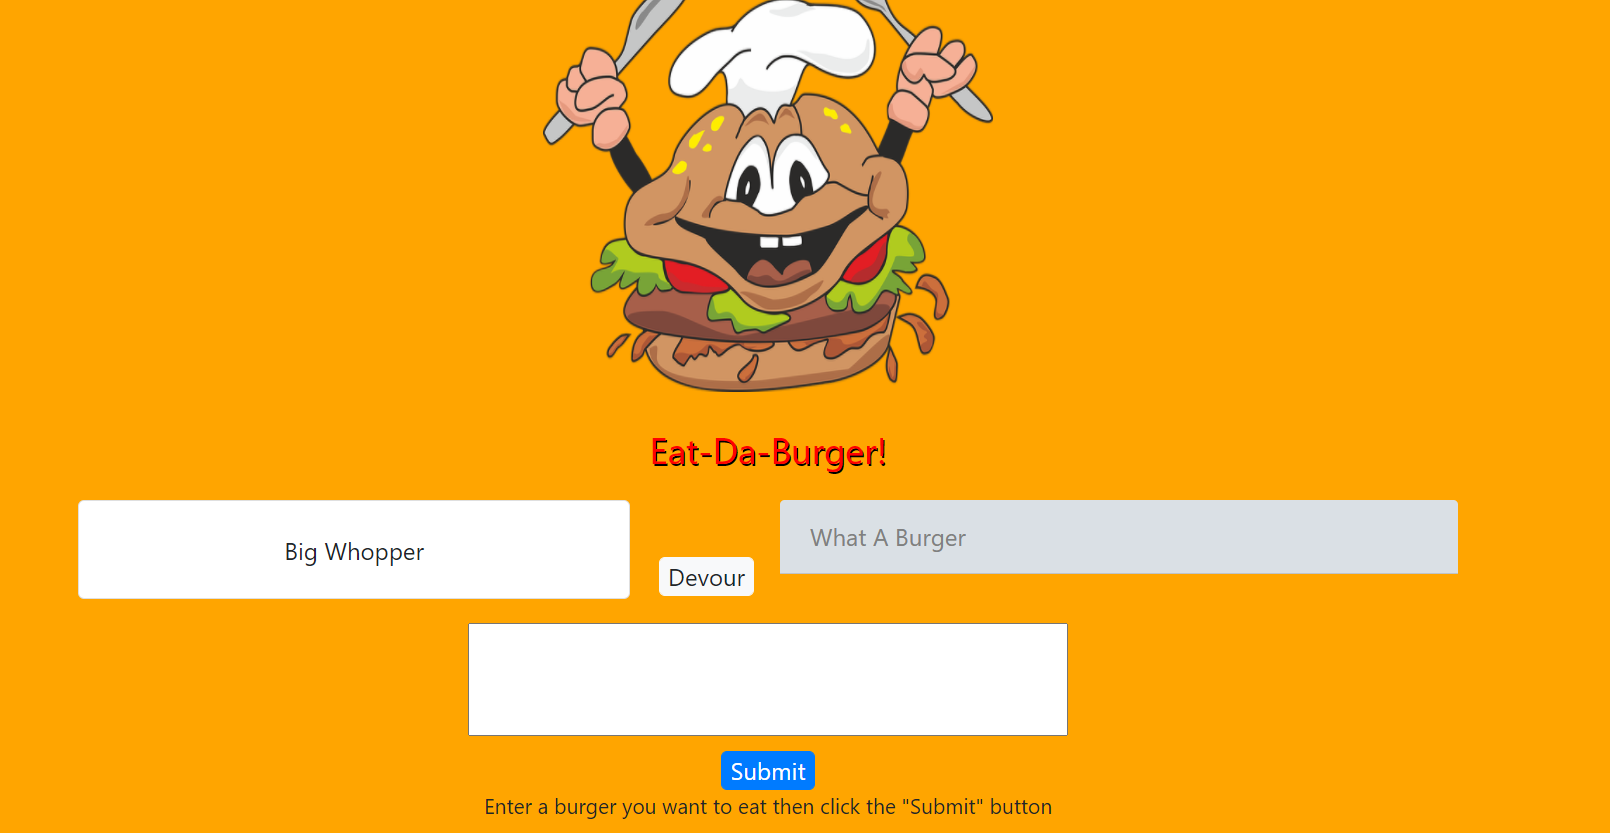 Eat-Da-Burger!
Big Whopper
Devour
What A Burger
Submit
Enter a burger you want to eat then click the "Submit" button